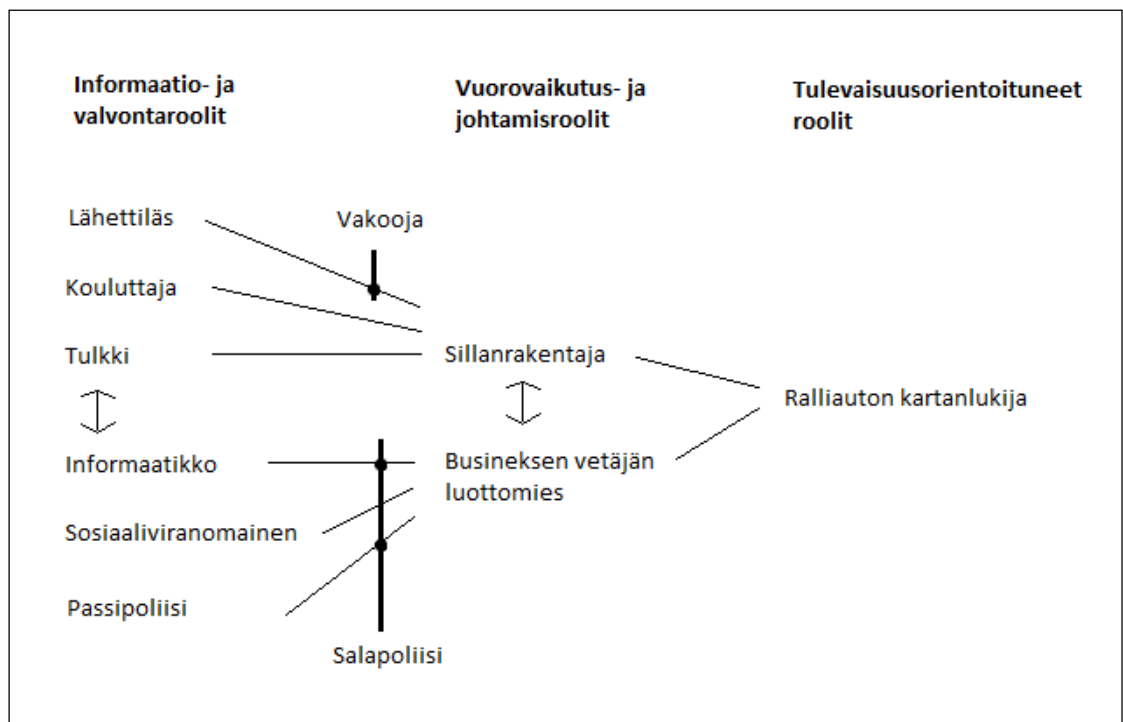 Informaatio- ja
valvontaroolit
Vuorovaikutus- ja
johtamisroolit
Tulevaisuusorientoituneet
roolit
Lähettiläs
Vakooja
Kouluttaja
Tulkki
Sillanrakentaja
Ralliauton kartanlukija
Informaatikko
Busineksen vetäjän
luottomies
Sosiaaliviranomainen
Passipoliisi
Salapoliisi